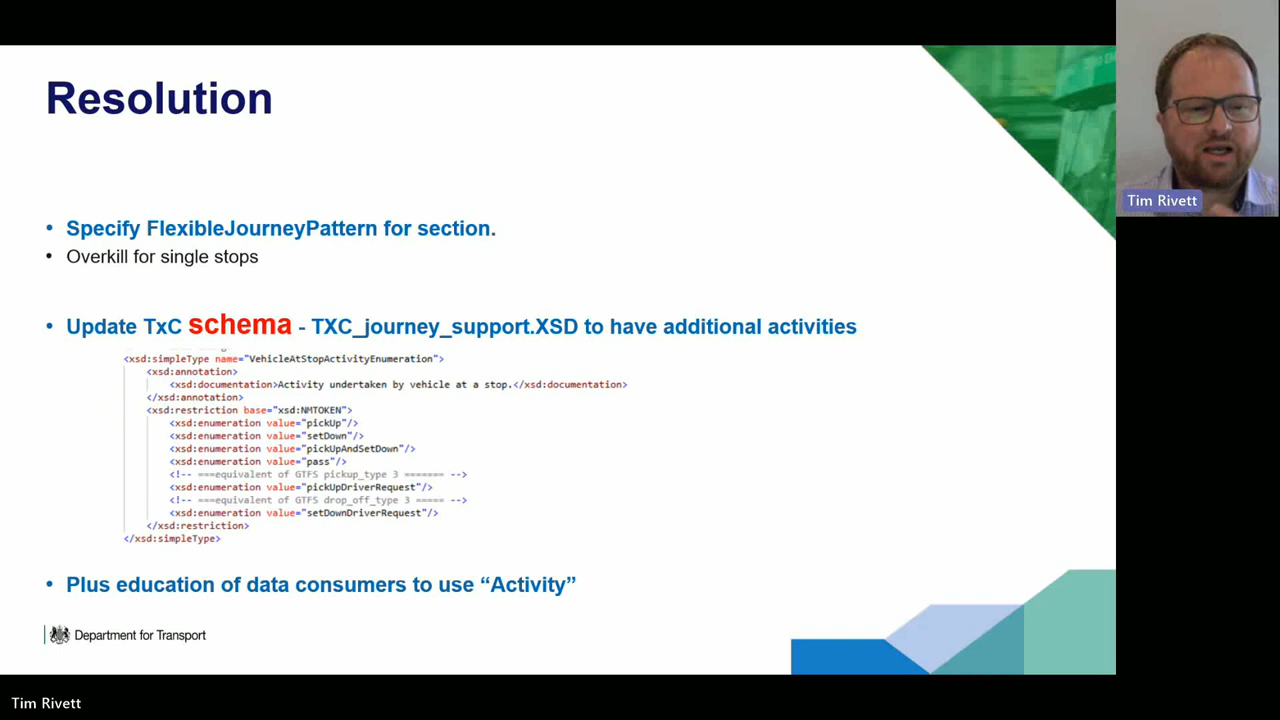 Resolution
• Specify FlexibleJourneyPattern for section.
• Overkill for single stops
• Update TxC schema - TXC_journey_support.XSD to have additional activities
<xsd:simpleType name="VehicleAtStopActivityEnumeration">
<xsd:annotation>
<xsd:documentation>Activity undertaken by vehicle at a stop.</xsd:documentation>
</xsd:annotation>
<xsd:restriction base="xsd:NMTOKEN">
<xsd:enumeration value="pickUp"/>
<xsd:enumeration value="setDown"/>
<xsd:enumeration value="pickUpAndSetDown"/>
<xsd:enumeration value="pass"/>
<!-- ===equivalent of GTFS pickup_type 3 ======= -->
<xsd:enumeration value="pickUpDriverRequest"/>
<!-- ===equivalent of GTFS drop_off_type 3 ===== -->
<xsd:enumeration value="setDownDriverRequest"/>
</xsd:restriction>
</xsd:simpleType>
• Plus education of data consumers to use “Activity”
Department for Transport
Tim Rivett
Tim Rivett